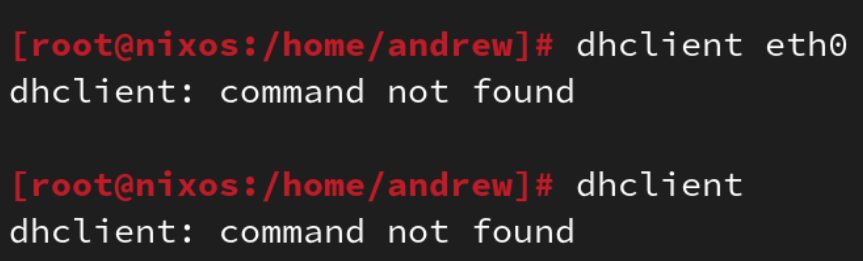 [root@nixos:/home/andrew]# dhclient eth0
dhclient: command not found
[root@nixos:/home/andrew]# dhclient
dhclient: command not found